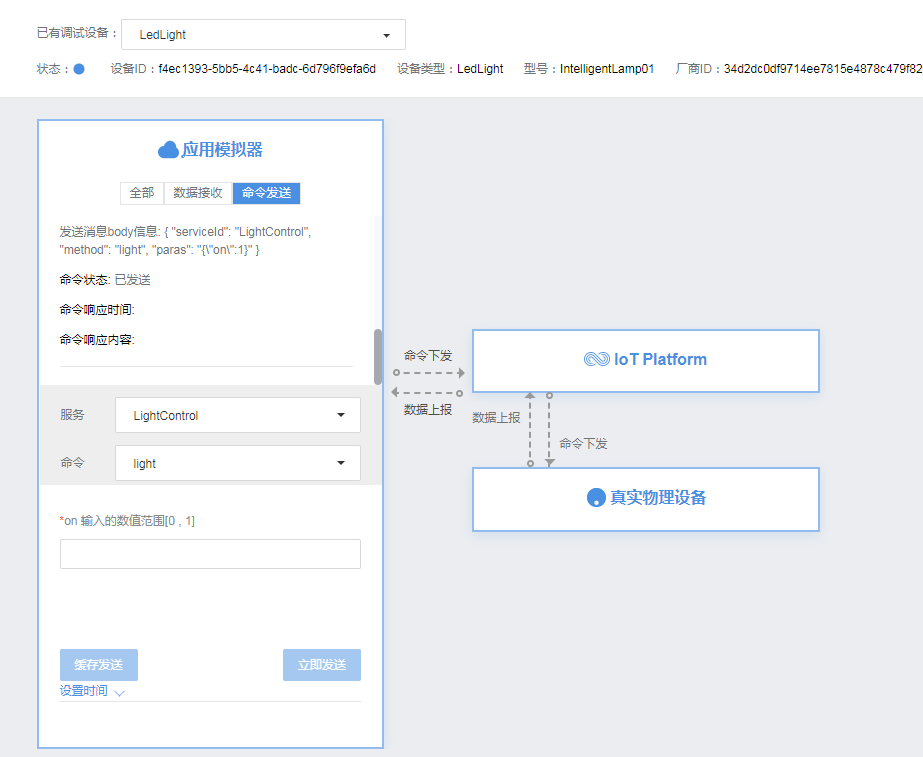 已有调试设备： LedLight
状态： 设备ID：f4ec1393-5bb5-4c41-badc-6d796f9efa6d 设备类型：LedLight 型号：IntelligentLamp01 厂商ID：34d2dc0df9714ee7815e4878c479f82
应用模拟器
全部 数据接收 命令发送
发送消息body信息: { "serviceId": "LightControl",
"method": "light", "paras": "{\"on\":1}" }
命令状态: 已发送
命令响应时间:
命令响应内容:
服务 LightControl
命令 light
*on 输入的数值范围[0 , 1]
缓存发送 立即发送
设置时间
命令下发
数据上报
IoT Platform
数据上报
命令下发
真实物理设备